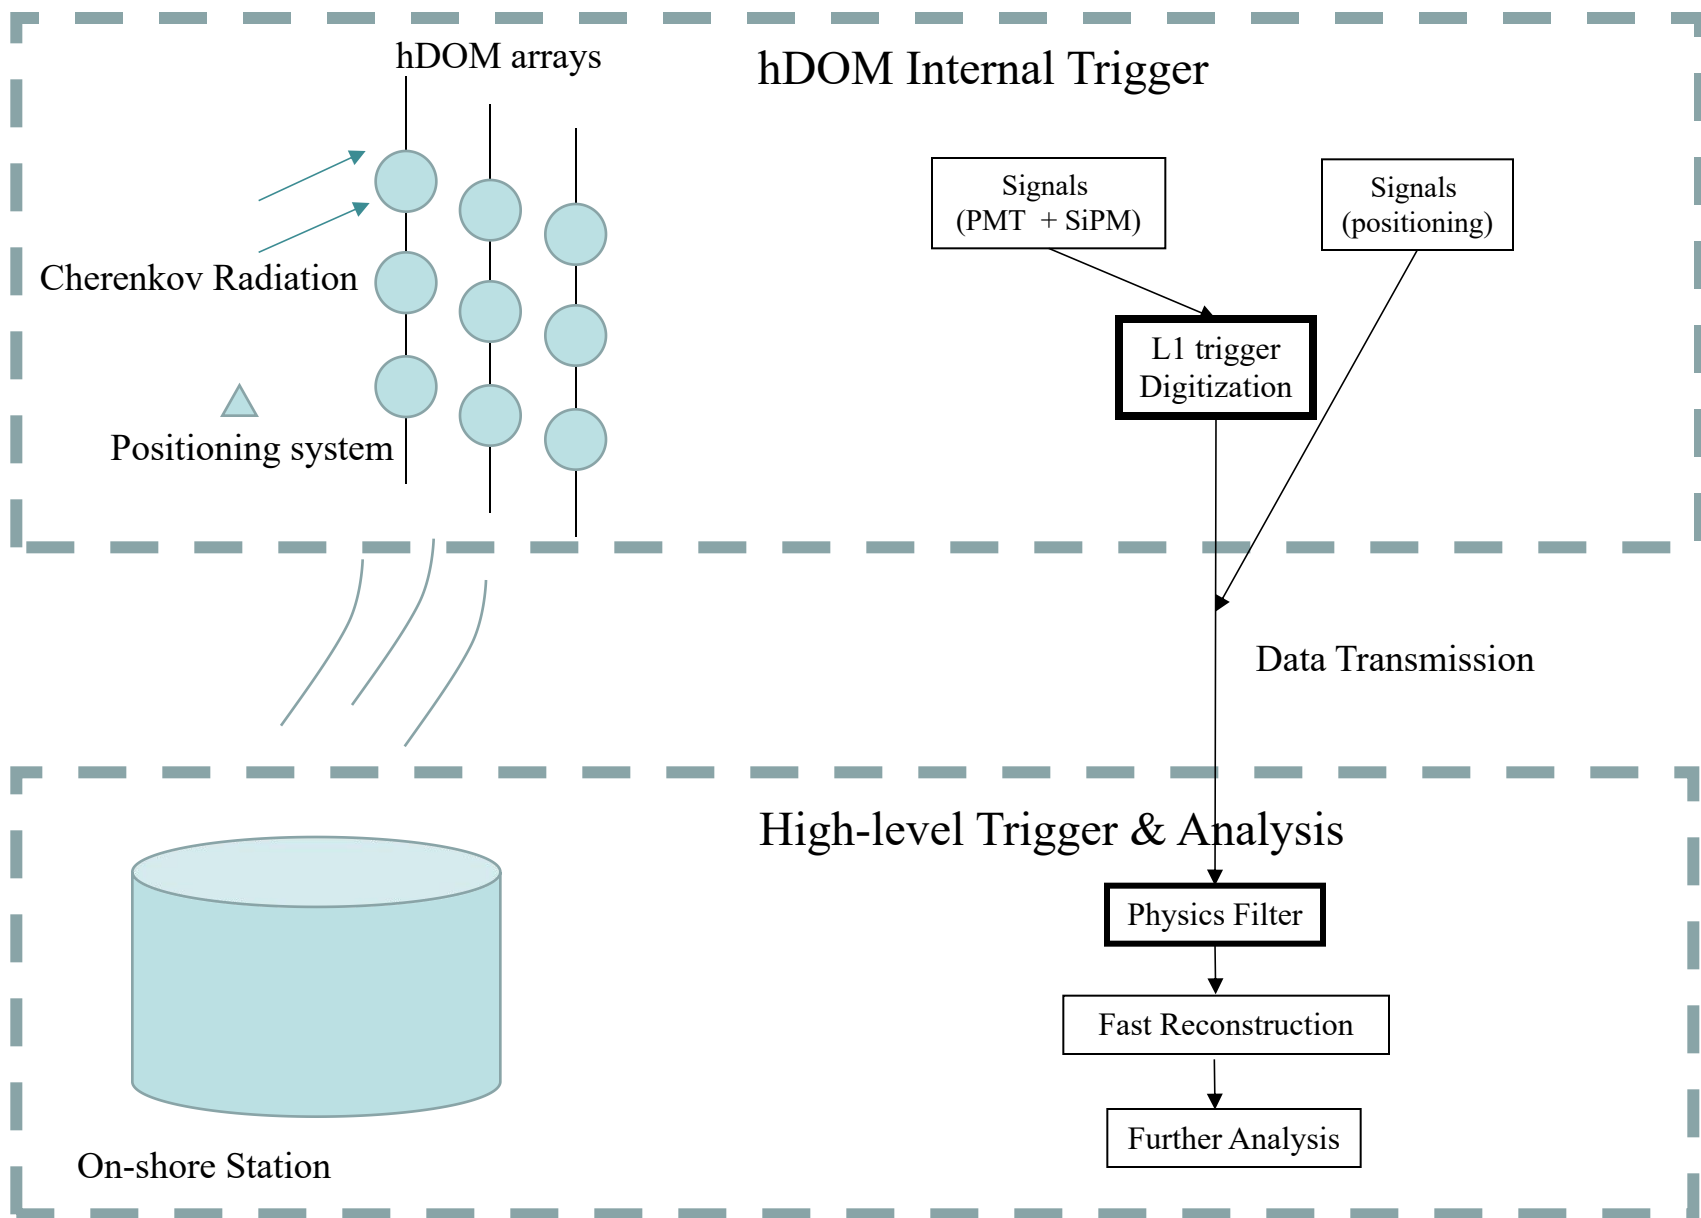 hDOM arrays
hDOM Internal Trigger
Signals
(PMT + SiPM)
Signals
(positioning)
Cherenkov Radiation
L1 trigger
Digitization
Positioning system
Data Transmission
High-level Trigger & Analysis
Physics Filter
Fast Reconstruction
Further Analysis
On-shore Station